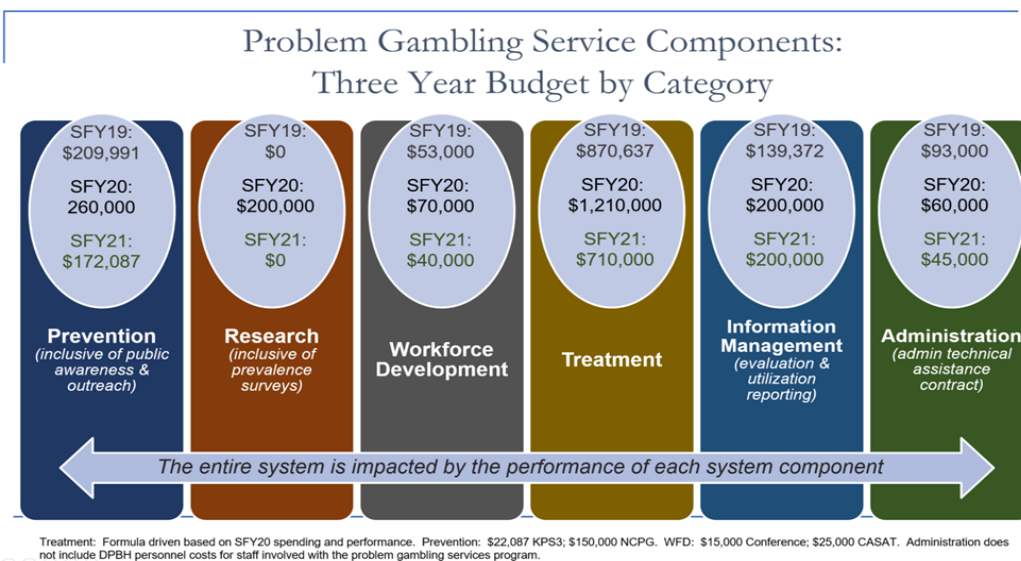 Problem Gambling Service Components:
Three Year Budget by Category
SFY19:
$209,991
SFY20:
260,000
SFY21:
$172,087
Prevention
(inclusive of public
awareness &
outreach)
SFY19:
$0
SFY20:
$200,000
SFY21:
$0
Research
(inclusive of
prevalence
surveys)
SFY19:
$53,000
SFY20:
$70,000
SFY21:
$40,000
Workforce
Development
SFY19:
$870,637
SFY20:
$1,210,000
SFY21:
$710,000
Treatment
SFY19:
$139,372
SFY20:
$200,000
SFY21:
$200,000
Information
Management
(evaluation &
utilization
reporting)
SFY19:
$93,000
SFY20:
$60,000
SFY21:
$45,000
Administration
(admin technical
assistance
contract)
The entire system is impacted by the performance of each system component
Treatment: Formula driven based on SFY20 spending and performance. Prevention: $22,087 KPS3; $150,000 NCPG. WFD: $15,000 Conference; $25,000 CASAT. Administration does
not include DPBH personnel costs for staff involved with the problem gambling services program.